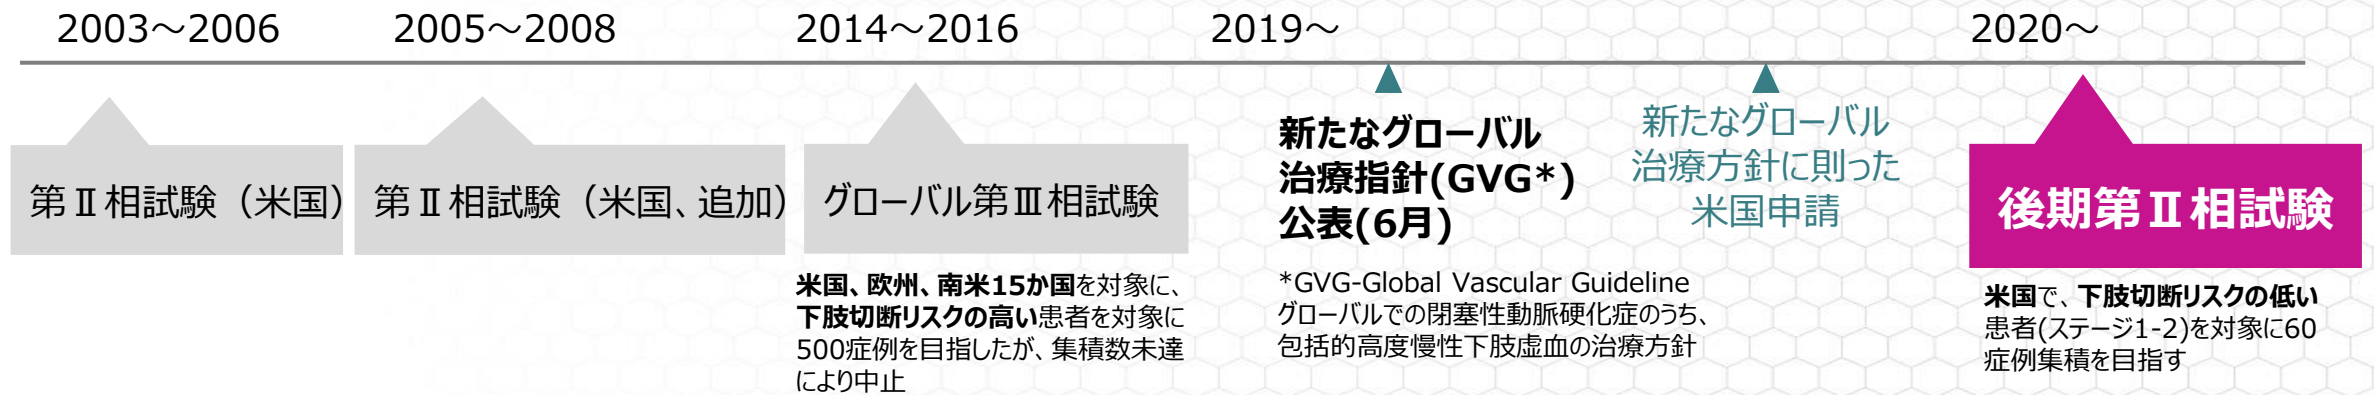 2003～2006
2005～2008
2014～2016
2019～
2020～
第Ⅱ相試験（米国）
第Ⅱ相試験（米国、追加）
グローバル第Ⅲ相試験
米国、欧州、南米15か国を対象に、
下肢切断リスクの高い患者を対象に
500症例を目指したが、集積数未達
により中止
新たなグローバル
治療指針(GVG*)
公表(6月)
*GVG-Global Vascular Guideline
グローバルでの閉塞性動脈硬化症のうち、
包括的高度慢性下肢虚血の治療方針
新たなグローバル
治療方針に則った
米国申請
後期第Ⅱ相試験
米国で、下肢切断リスクの低い
患者(ステージ1-2)を対象に60
症例集積を目指す